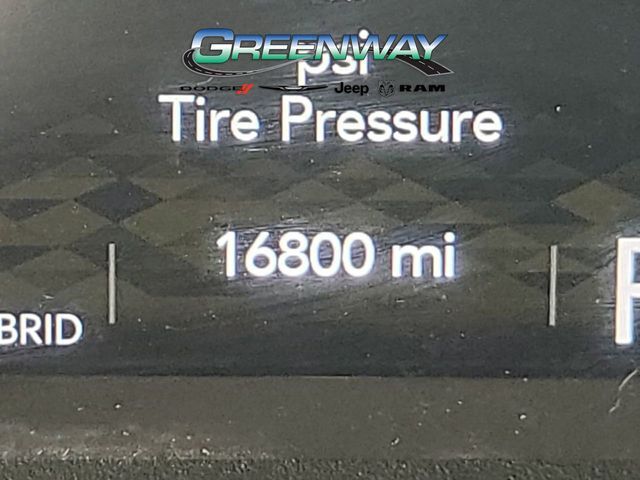 GREENWAY
psi
DODGE Jeep RAM
Tire Pressure
16800 mi
BRID